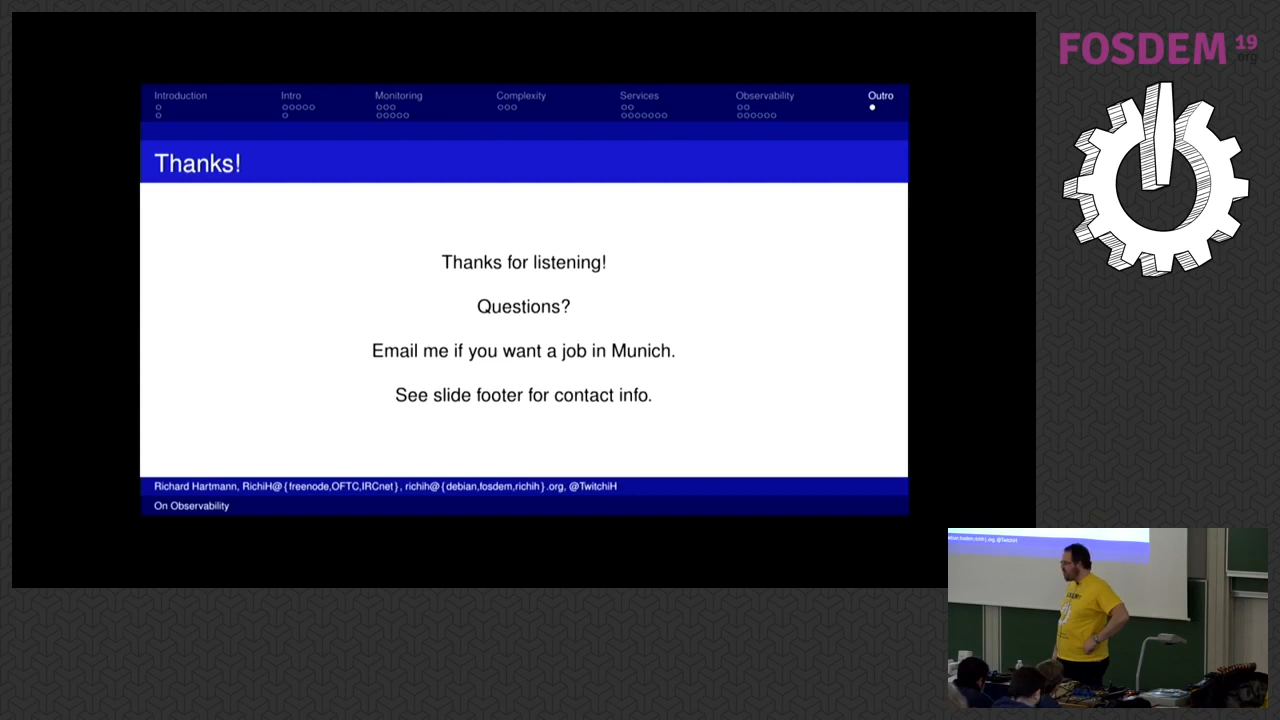 FOSDEM 19
.org
Introduction Intro Monitoring Complexity Services Observability Outro
Thanks!
Thanks for listening!
Questions?
Email me if you want a job in Munich.
See slide footer for contact info.
Richard Hartmann, RichiH@{freenode,OFTC,IRCnet}, richih@{debian,fosdem,richih}.org, @TwitchiH
On Observability